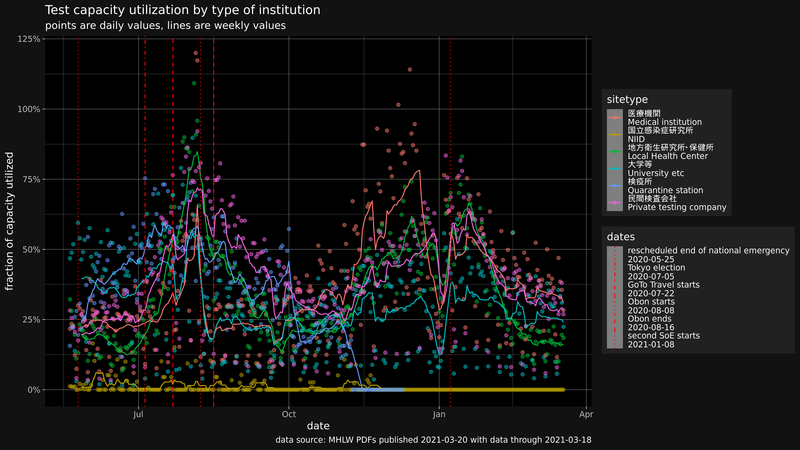 Test capacity utilization by type of institution
points are daily values, lines are weekly values
125%
100%
75%
50%
25%
0%
fraction of capacity utilized
Jul
Oct
Jan
Apr
date
data source: MHLW PDFs published 2021-03-20 with data through 2021-03-18
sitetype
医療機関
Medical institution
国立感染症研究所
NIID
地方衛生研究所・保健所
Local Health Center
大学等
University etc
検疫所
Quarantine station
民間検査会社
Private testing company
dates
rescheduled end of national emergency
2020-05-25
Tokyo election
2020-07-05
GoTo Travel starts
2020-07-22
Obon starts
2020-08-08
Obon ends
2020-08-16
second SoE starts
2021-01-08